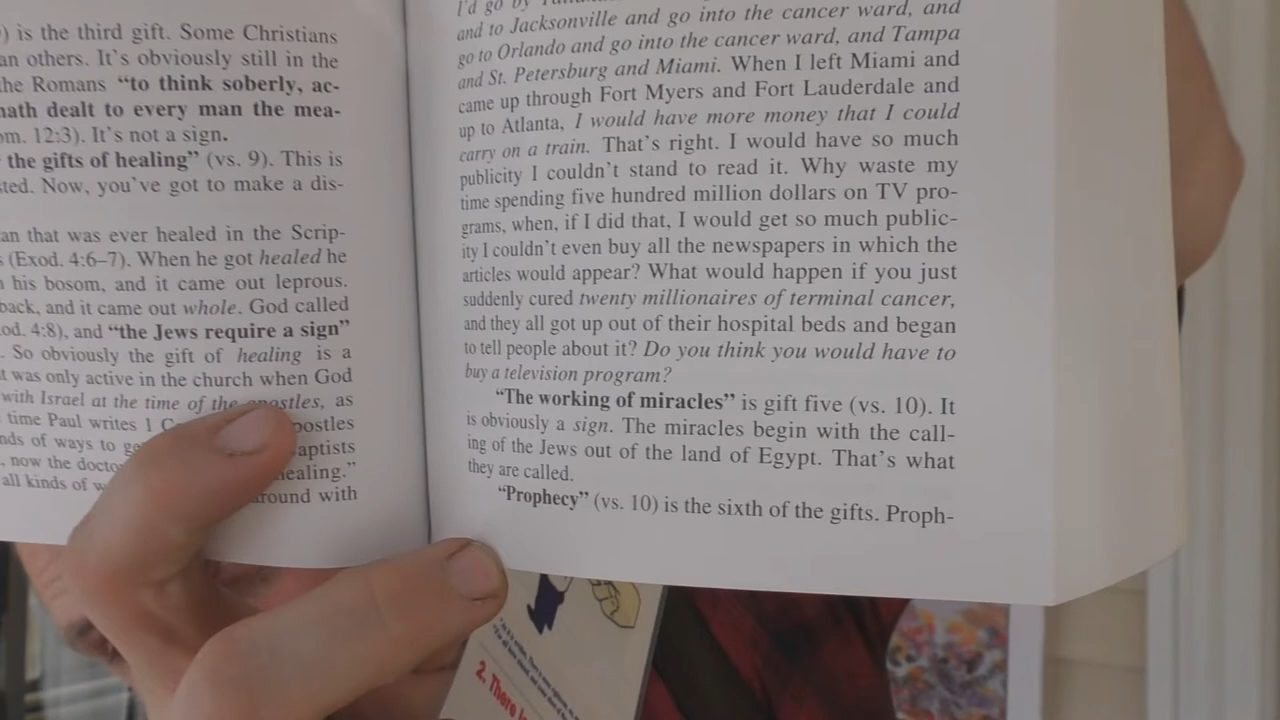 ) is the third gift. Some Christians
an others. It's obviously still in the
the Romans "to think soberly, ac-
hath dealt to every man the mea-
om. 12:3). It's not a sign.
the gifts of healing" (vs. 9). This is
sted. Now, you've got to make a dis-
an that was ever healed in the Scrip-
s (Exod. 4:6–7). When he got healed he
his bosom, and it came out leprous.
back, and it came out whole. God called
od. 4:8), and "the Jews require a sign"
. So obviously the gift of healing is a
t was only active in the church when God
with Israel at the time of the apostles, as
time Paul writes 1 C postles
nds of ways to ge aptists
, now the docto healing."
all kinds of w around with
I'd go by
and to Jacksonville and go into the cancer ward, and
go to Orlando and go into the cancer ward, and Tampa
and St. Petersburg and Miami. When I left Miami and
came up through Fort Myers and Fort Lauderdale and
up to Atlanta, I would have more money that I could
carry on a train. That's right. I would have so much
publicity I couldn't stand to read it. Why waste my
time spending five hundred million dollars on TV pro-
grams, when, if I did that, I would get so much public-
ity I couldn't even buy all the newspapers in which the
articles would appear? What would happen if you just
suddenly cured twenty millionaires of terminal cancer,
and they all got up out of their hospital beds and began
to tell people about it? Do you think you would have to
buy a television program?
"The working of miracles" is gift five (vs. 10). It
is obviously a sign. The miracles begin with the call-
ing of the Jews out of the land of Egypt. That's what
they are called.
"Prophecy" (vs. 10) is the sixth of the gifts. Proph-
2. There